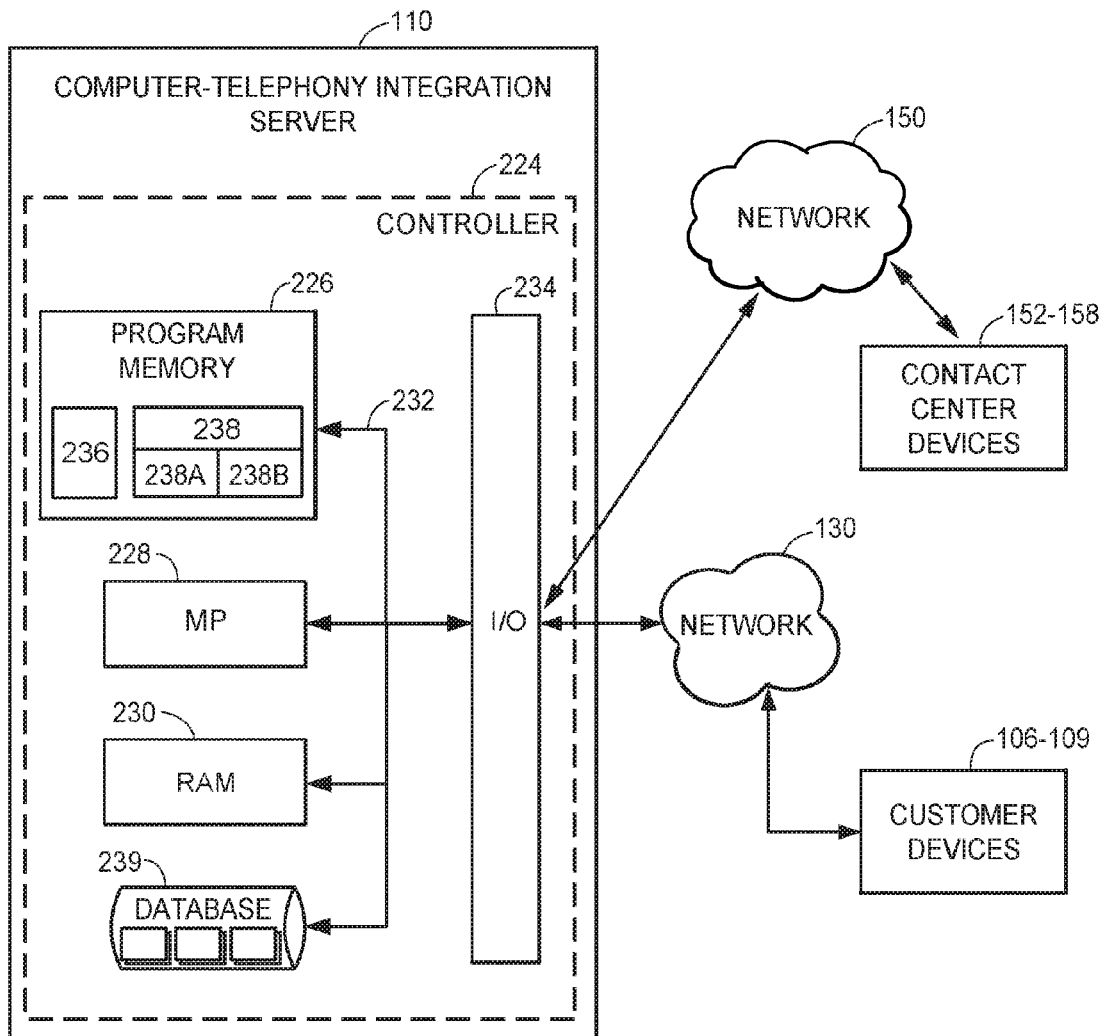 110
COMPUTER-TELEPHONY INTEGRATION
SERVER
224
CONTROLLER
226
PROGRAM
MEMORY
236
238
238A
238B
232
234
I/O
228
MP
230
RAM
239
DATABASE
150
NETWORK
152-158
CONTACT
CENTER
DEVICES
130
NETWORK
106-109
CUSTOMER
DEVICES